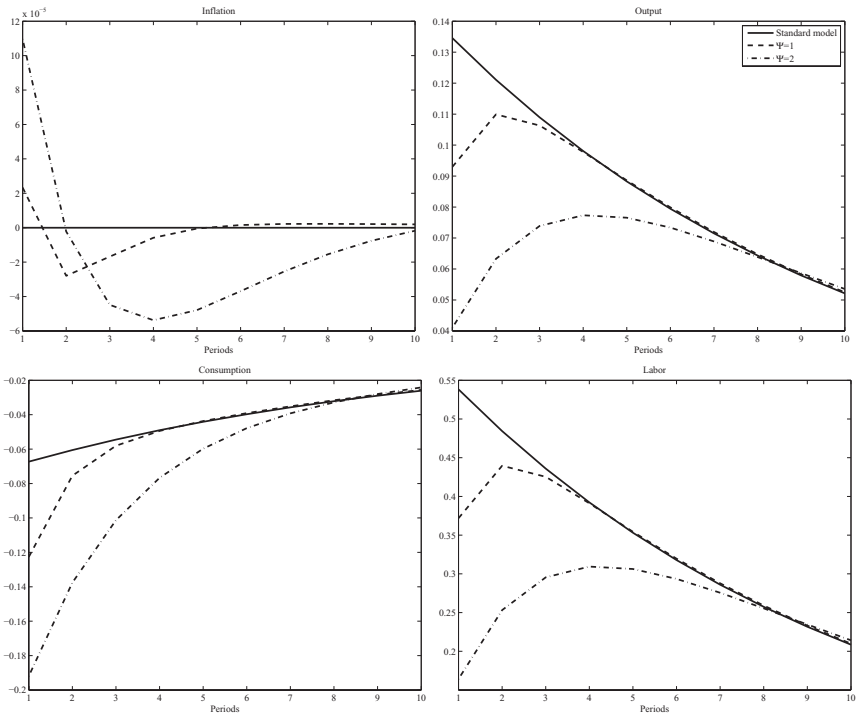 Inflation
x 10⁻⁵
12
10
8
6
4
2
0
−2
−4
−6
1 2 3 4 5 6 7 8 9 10
Periods
Output
0.14
0.13
0.12
0.11
0.1
0.09
0.08
0.07
0.06
0.05
0.04
Standard model
Ψ=1
Ψ=2
1 2 3 4 5 6 7 8 9 10
Periods
Consumption
−0.02
−0.04
−0.06
−0.08
−0.1
−0.12
−0.14
−0.16
−0.18
−0.2
1 2 3 4 5 6 7 8 9 10
Periods
Labor
0.55
0.5
0.45
0.4
0.35
0.3
0.25
0.2
1 2 3 4 5 6 7 8 9 10
Periods